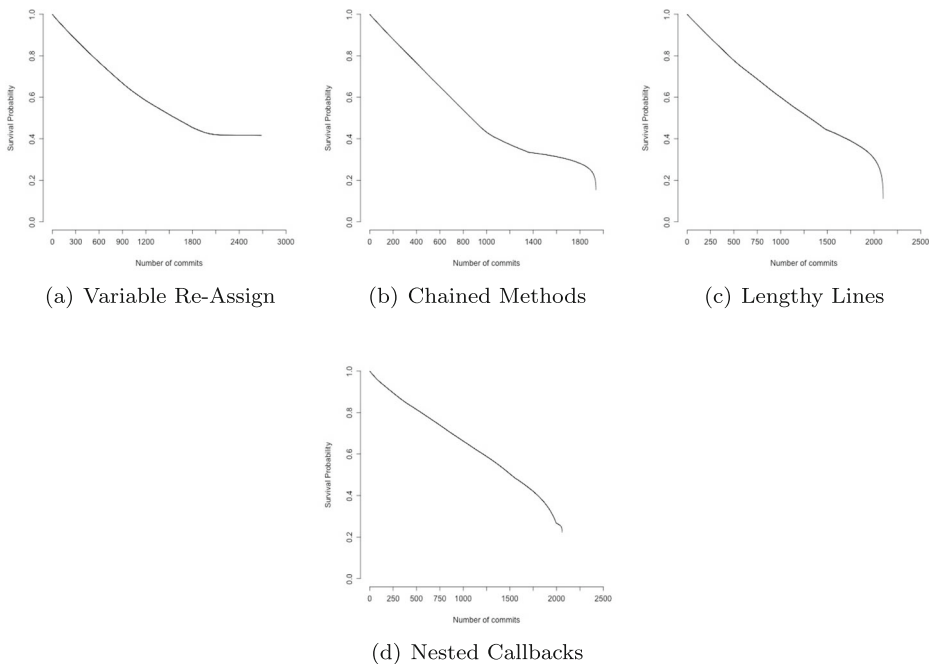 Survival Probability
1.0
0.8
0.6
0.4
0.2
0.0
0 300 600 900 1200 1800 2400 3000
Number of commits
(a) Variable Re-Assign
Survival Probability
1.0
0.8
0.6
0.4
0.2
0.0
0 200 400 600 800 1000 1400 1800
Number of commits
(b) Chained Methods
Survival Probability
1.0
0.8
0.6
0.4
0.2
0.0
0 250 500 750 1000 1500 2000 2500
Number of commits
(c) Lengthy Lines
Survival Probability
1.0
0.8
0.6
0.4
0.2
0.0
0 250 500 750 1000 1500 2000 2500
Number of commits
(d) Nested Callbacks